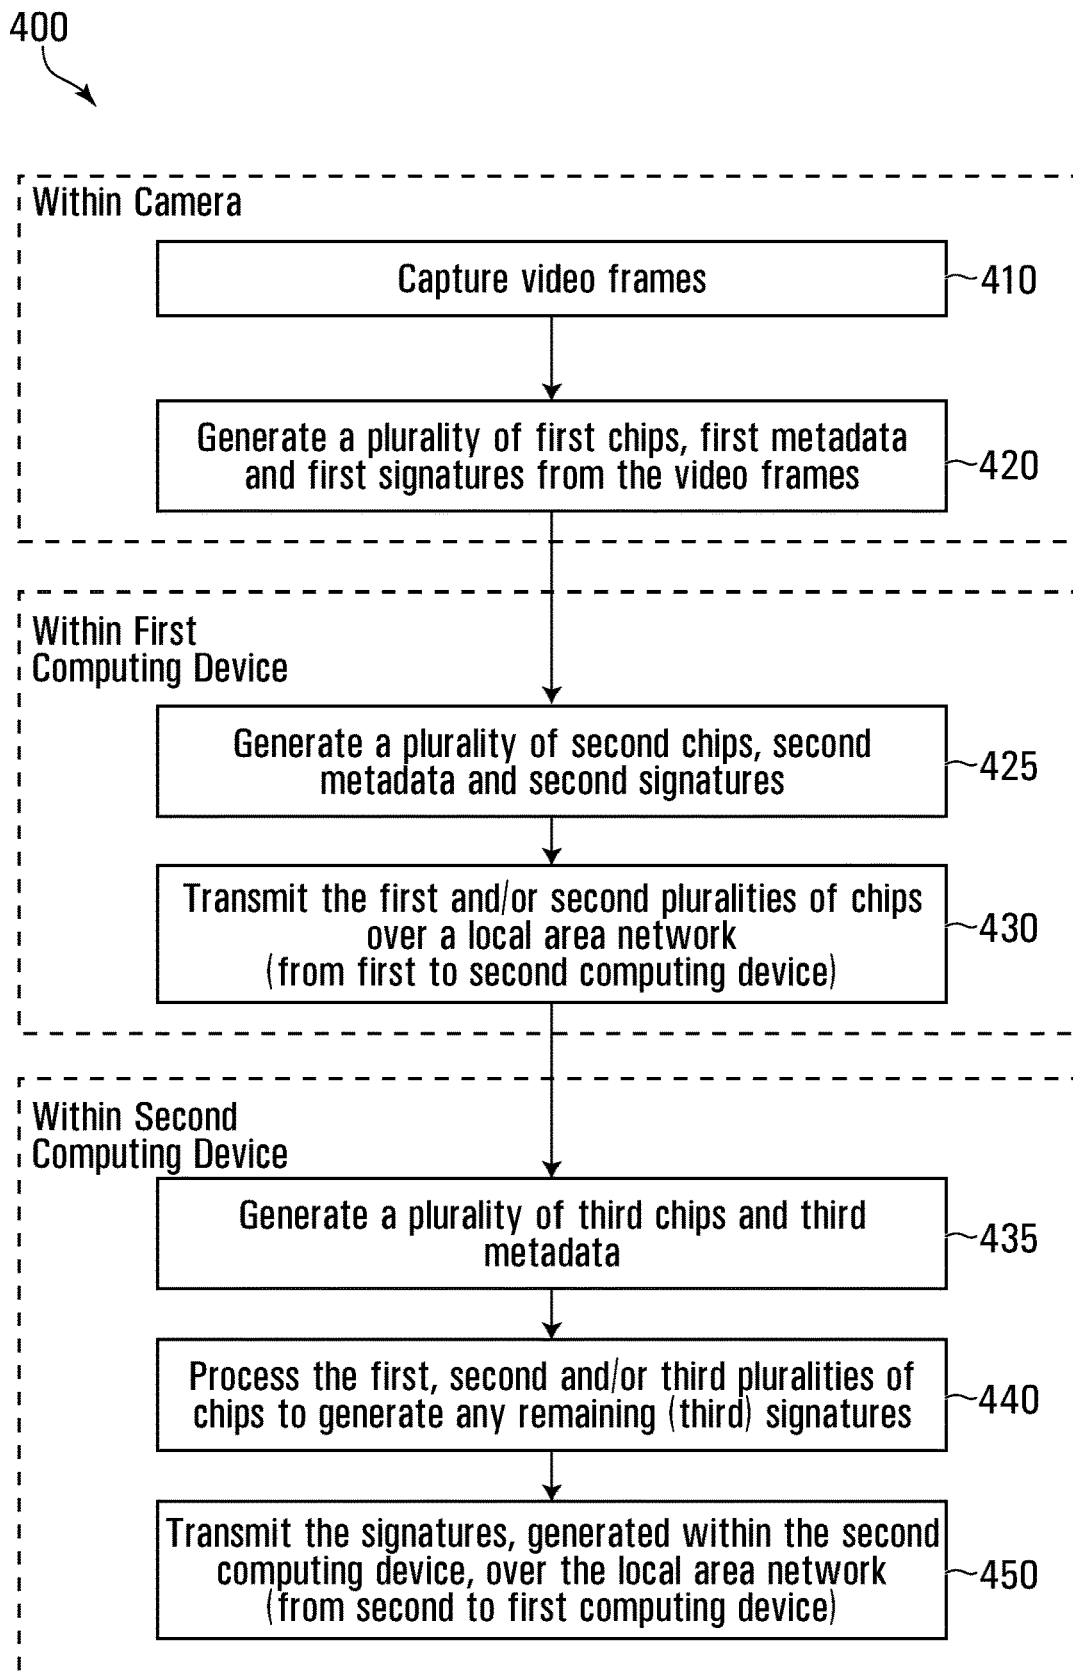 400
Within Camera
Capture video frames
410
Generate a plurality of first chips, first metadata
and first signatures from the video frames
420
Within First
Computing Device
Generate a plurality of second chips, second
metadata and second signatures
425
Transmit the first and/or second pluralities of chips
over a local area network
(from first to second computing device)
430
Within Second
Computing Device
Generate a plurality of third chips and third
metadata
435
Process the first, second and/or third pluralities of
chips to generate any remaining (third) signatures
440
Transmit the signatures, generated within the second
computing device, over the local area network
(from second to first computing device)
450